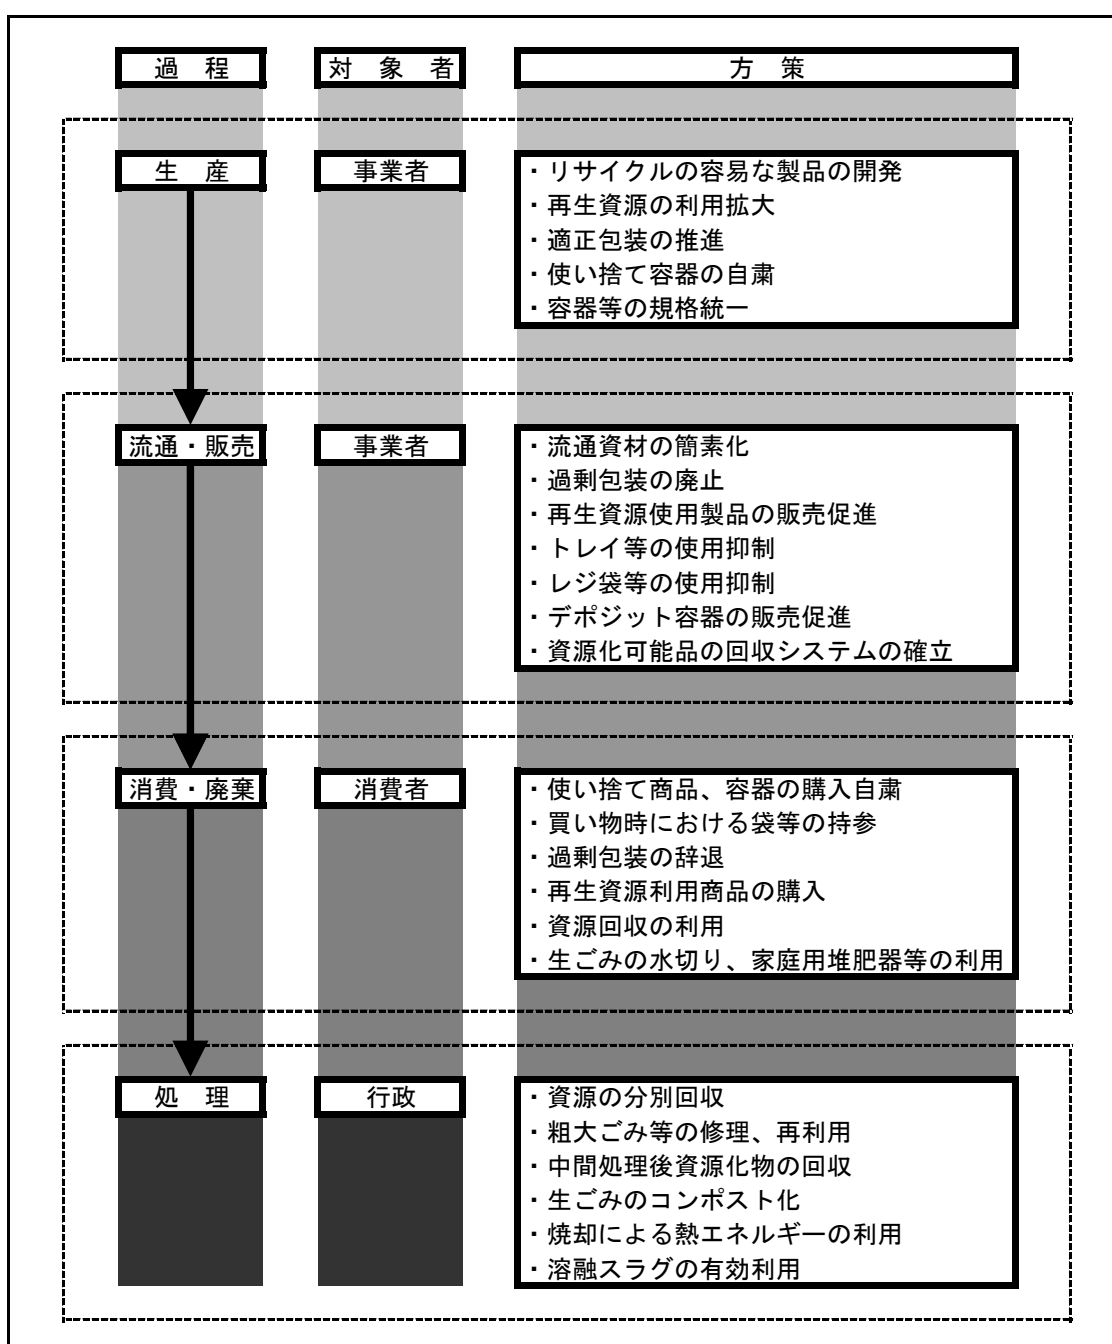 過　程　対　象　者　方　策
生　産　事業者
・リサイクルの容易な製品の開発
・再生資源の利用拡大
・適正包装の推進
・使い捨て容器の自粛
・容器等の規格統一
流通・販売　事業者
・流通資材の簡素化
・過剰包装の廃止
・再生資源使用製品の販売促進
・トレイ等の使用抑制
・レジ袋等の使用抑制
・デポジット容器の販売促進
・資源化可能品の回収システムの確立
消費・廃棄　消費者
・使い捨て商品、容器の購入自粛
・買い物時における袋等の持参
・過剰包装の辞退
・再生資源利用商品の購入
・資源回収の利用
・生ごみの水切り、家庭用堆肥器等の利用
処　理　行政
・資源の分別回収
・粗大ごみ等の修理、再利用
・中間処理後資源化物の回収
・生ごみのコンポスト化
・焼却による熱エネルギーの利用
・溶融スラグの有効利用